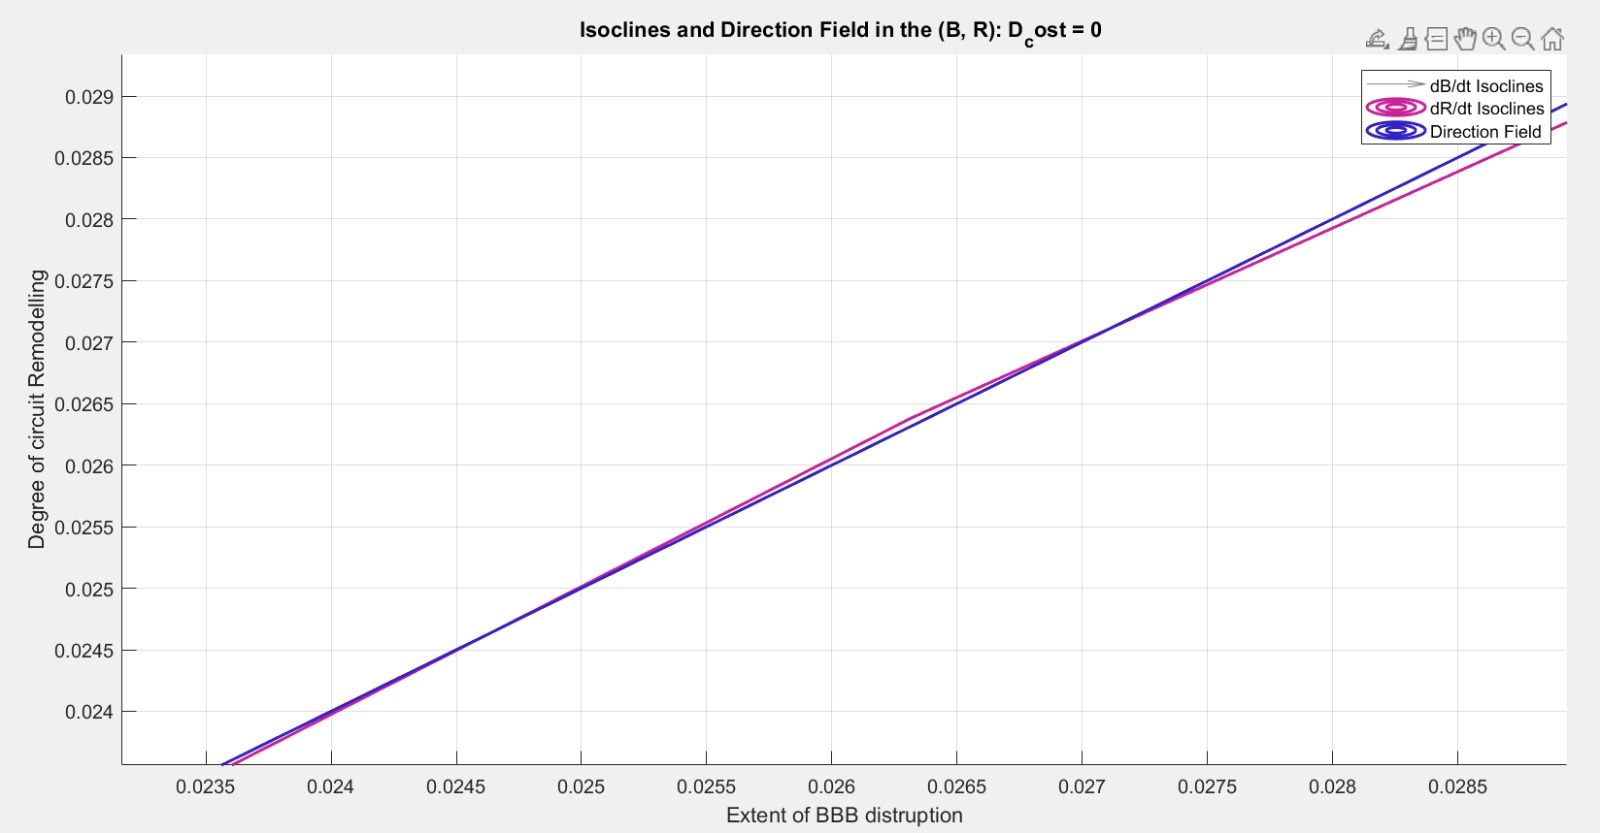 Isoclines and Direction Field in the (B, R): D_cost = 0
dB/dt Isoclines
dR/dt Isoclines
Direction Field
0.029
0.0285
0.028
0.0275
0.027
0.0265
0.026
0.0255
0.025
0.0245
0.024
Degree of circuit Remodelling
0.0235 0.024 0.0245 0.025 0.0255 0.026 0.0265 0.027 0.0275 0.028 0.0285
Extent of BBB distruption